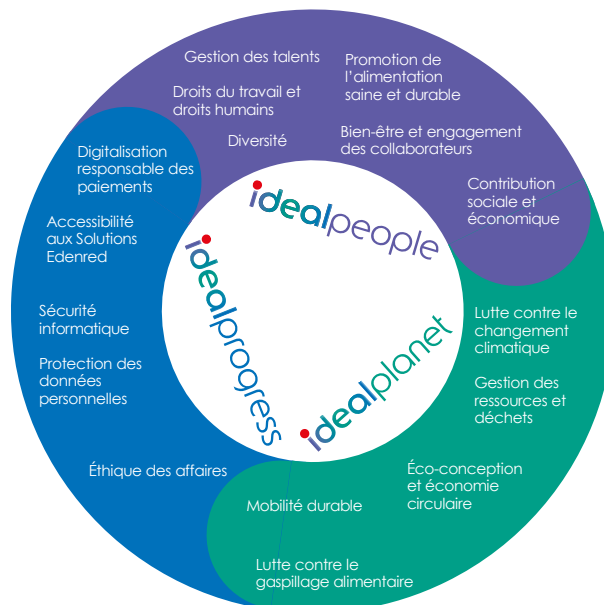 Gestion des talents
Droits du travail et
droits humains
Diversité
Promotion de
l’alimentation
saine et durable
Bien-être et engagement
des collaborateurs
Contribution
sociale et
économique
idealpeople
Lutte contre le
changement
climatique
Gestion des
ressources et
déchets
Éco-conception
et économie
circulaire
Mobilité durable
Lutte contre le
gaspillage alimentaire
idealplanet
Digitalisation
responsable des
paiements
Accessibilité
aux Solutions
Edenred
Sécurité
informatique
Protection des
données
personnelles
Éthique des affaires
idealprogress